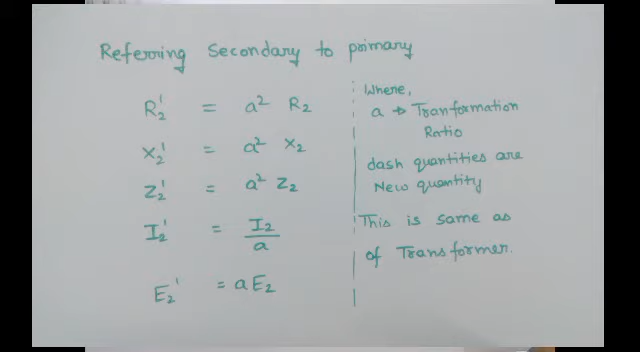 Referring Secondary to primary
R₂' = a² R₂
X₂' = a² X₂
Z₂' = a² Z₂
I₂' = I₂/a
E₂' = a E₂
Where,
a → Tranformation
Ratio
dash quantities are
New quantity
This is same as
of Transformer.